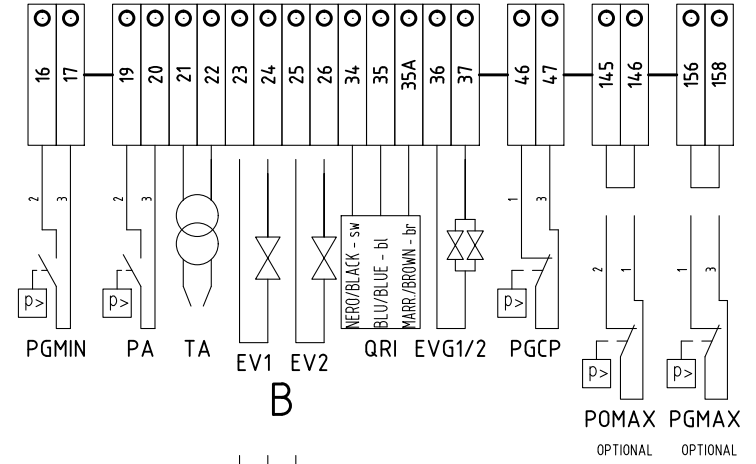 16 17 19 20 21 22 23 24 25 26 34 35 35A 36 37 46 47 145 146 156 158
2 3 2 3 1 3
NERO/BLACK - sw
BLU/BLUE - bl
MARR./BROWN - br
2 1 1 3
p> p> p>
PGMIN PA TA EV1 EV2 QRI EVG1/2 PGCP
p> p>
B
POMAX PGMAX
OPTIONAL OPTIONAL